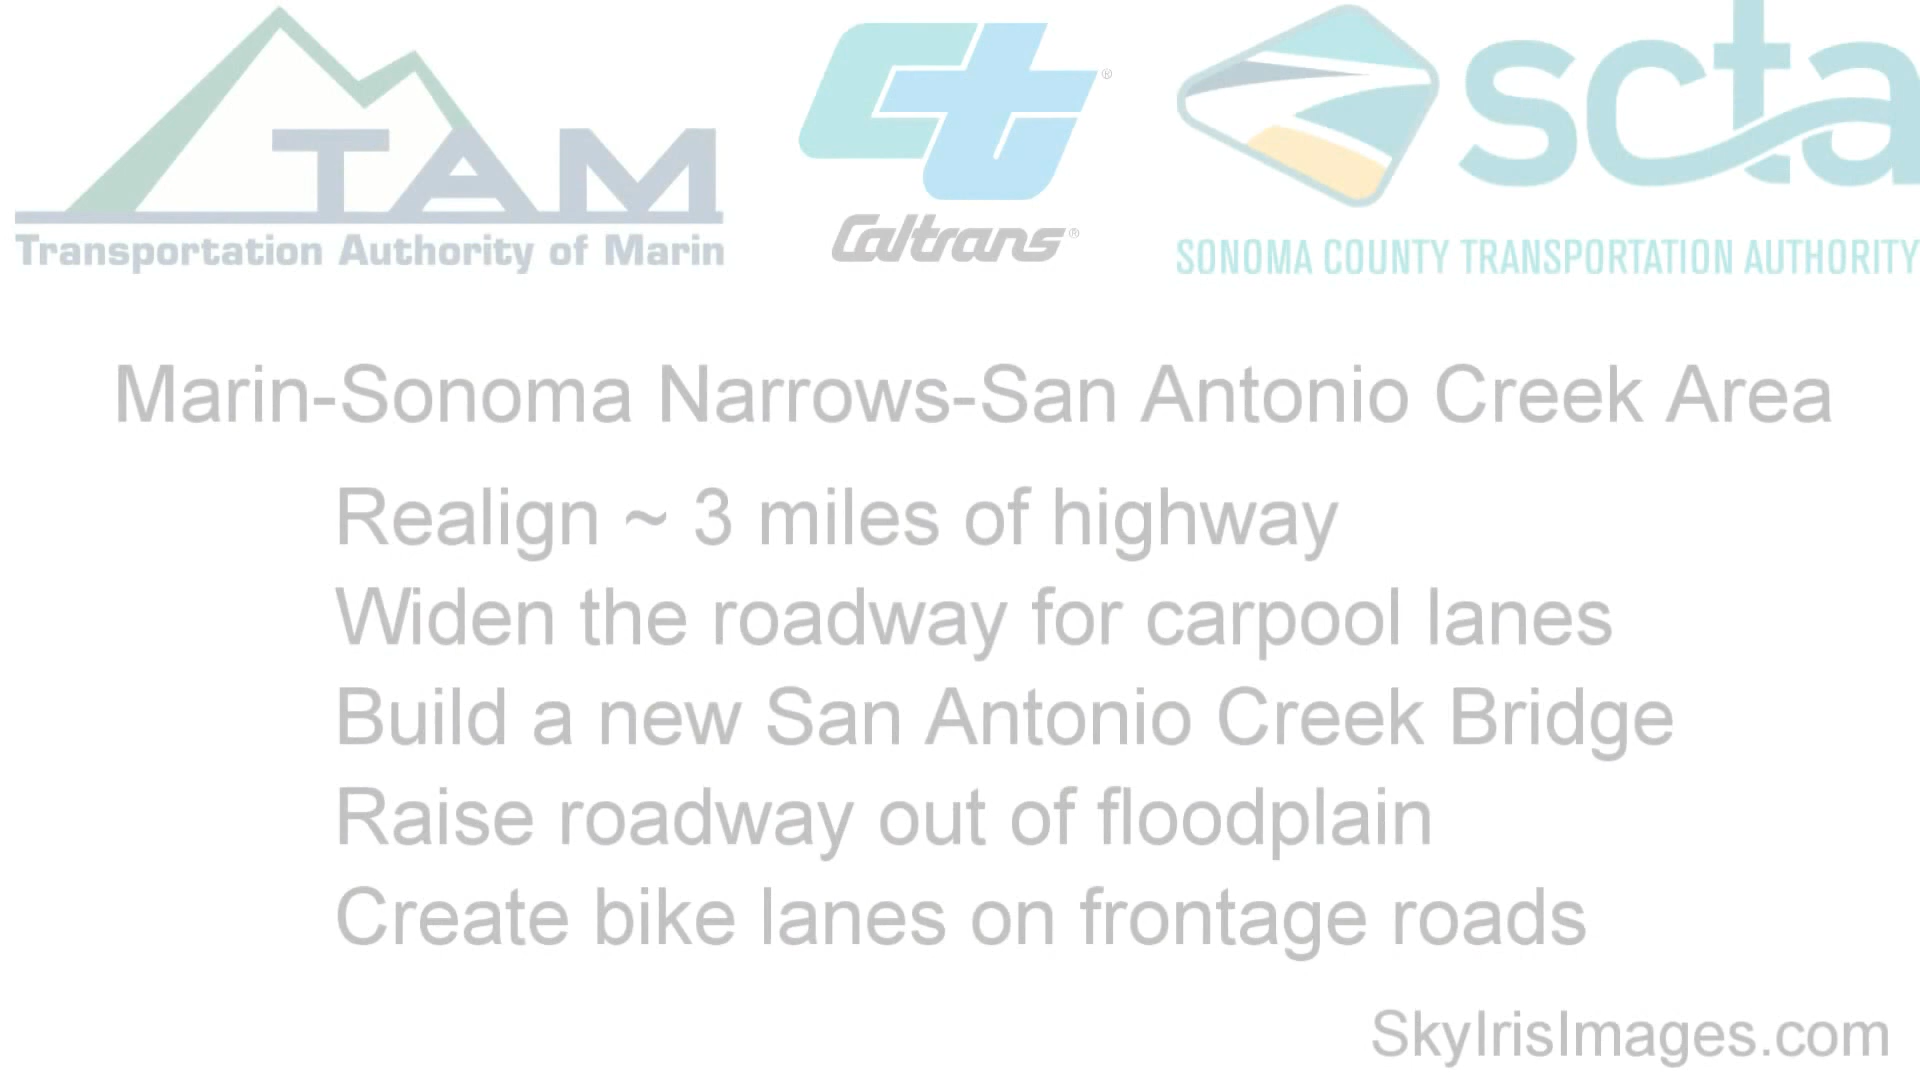 TAM
Transportation Authority of Marin
ct®
Caltrans®
scta
SONOMA COUNTY TRANSPORTATION AUTHORITY
Marin-Sonoma Narrows-San Antonio Creek Area
Realign ~ 3 miles of highway
Widen the roadway for carpool lanes
Build a new San Antonio Creek Bridge
Raise roadway out of floodplain
Create bike lanes on frontage roads
SkyIrisImages.com